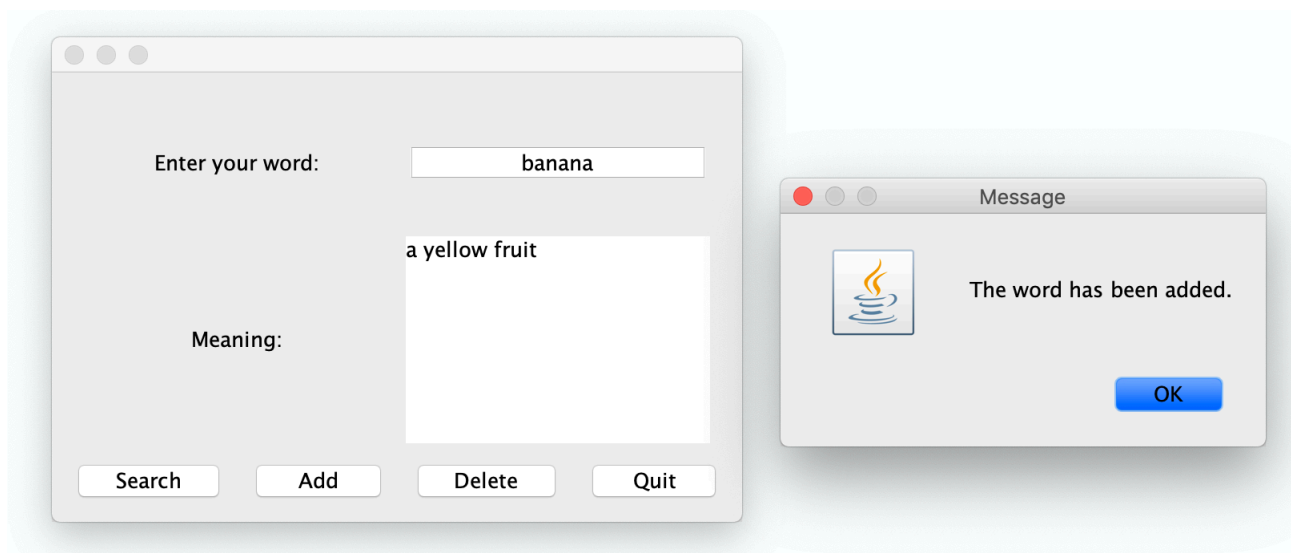 Enter your word:
banana
a yellow fruit
Meaning:
Search
Add
Delete
Quit
Message
The word has been added.
OK